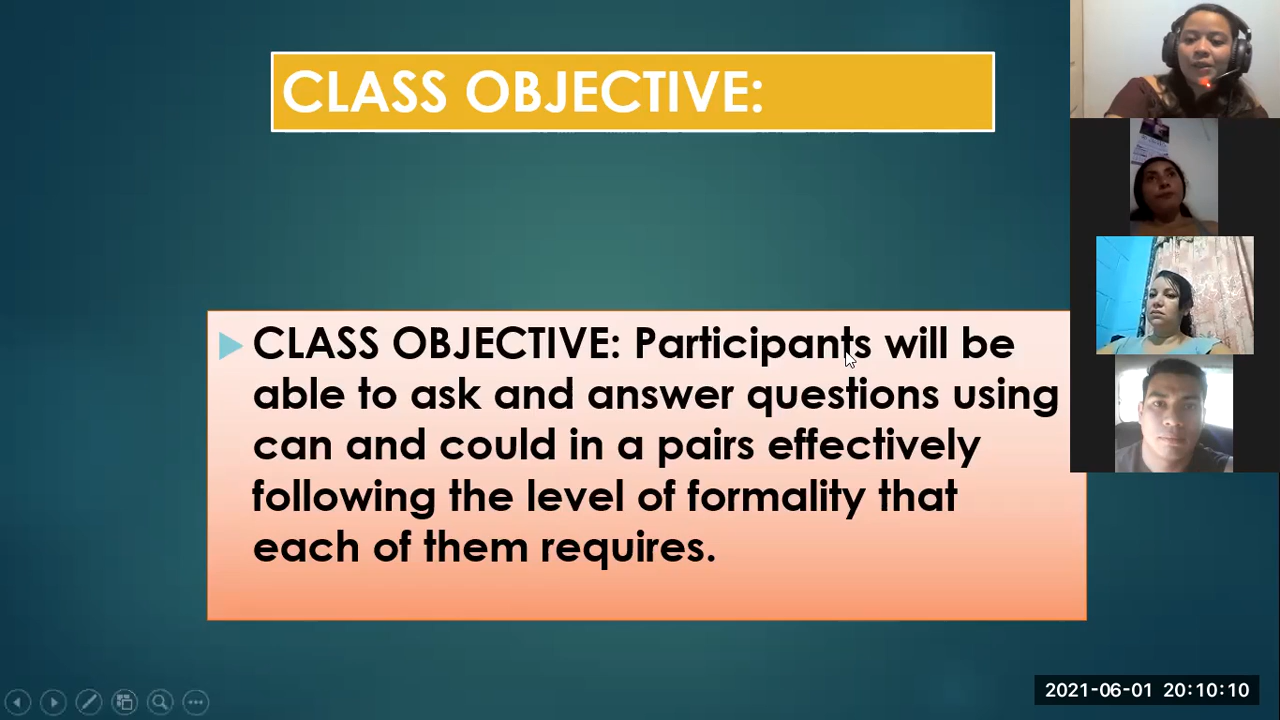 CLASS OBJECTIVE:
CLASS OBJECTIVE: Participants will be
able to ask and answer questions using
can and could in a pairs effectively
following the level of formality that
each of them requires.
2021-06-01 20:10:10